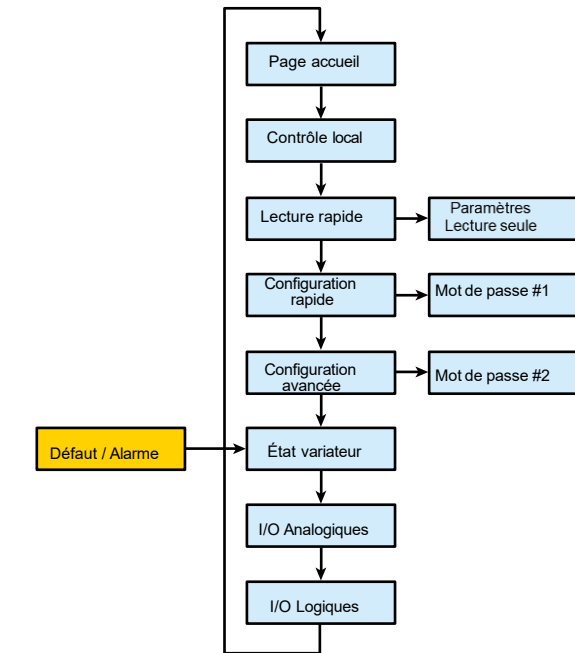 Page accueil
Contrôle local
Lecture rapide
Paramètres
Lecture seule
Configuration
rapide
Mot de passe #1
Configuration
avancée
Mot de passe #2
Défaut / Alarme
État variateur
I/O Analogiques
I/O Logiques